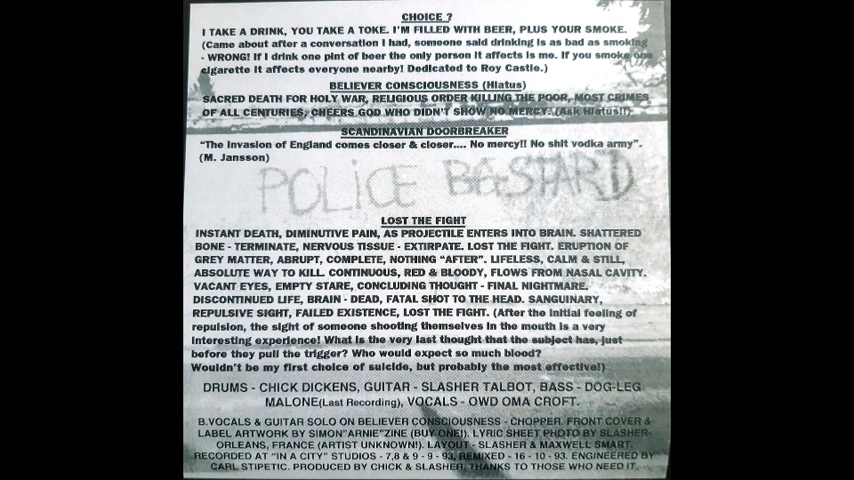 CHOICE ?
I TAKE A DRINK, YOU TAKE A TOKE. I'M FILLED WITH BEER, PLUS YOUR SMOKE.
(Came about after a conversation I had, someone said drinking is as bad as smoking
- WRONG! If I drink one pint of beer the only person it affects is me. If you smoke one
cigarette it affects everyone nearby! Dedicated to Roy Castle.)
BELIEVER CONSCIOUSNESS (Hiatus)
SACRED DEATH FOR HOLY WAR, RELIGIOUS ORDER KILLING THE POOR, MOST CRIMES
OF ALL CENTURIES, CHEERS GOD WHO DIDN'T SHOW NO MERCY. (Ask Hiatus!!)
SCANDINAVIAN DOORBREAKER
"The invasion of England comes closer & closer.... No mercy!! No shit vodka army".
(M. Jansson)
POLICE BASTARD
LOST THE FIGHT
INSTANT DEATH, DIMINUTIVE PAIN, AS PROJECTILE ENTERS INTO BRAIN. SHATTERED
BONE - TERMINATE, NERVOUS TISSUE - EXTIRPATE. LOST THE FIGHT. ERUPTION OF
GREY MATTER, ABRUPT, COMPLETE, NOTHING "AFTER". LIFELESS, CALM & STILL,
ABSOLUTE WAY TO KILL. CONTINUOUS, RED & BLOODY, FLOWS FROM NASAL CAVITY.
VACANT EYES, EMPTY STARE, CONCLUDING THOUGHT - FINAL NIGHTMARE.
DISCONTINUED LIFE, BRAIN - DEAD, FATAL SHOT TO THE HEAD. SANGUINARY,
REPULSIVE SIGHT, FAILED EXISTENCE, LOST THE FIGHT. (After the initial feeling of
repulsion, the sight of someone shooting themselves in the mouth is a very
interesting experience! What is the very last thought that the subject has, just
before they pull the trigger? Who would expect so much blood?
Wouldn't be my first choice of suicide, but probably the most effective!)
DRUMS - CHICK DICKENS, GUITAR - SLASHER TALBOT, BASS - DOG-LEG
MALONE(Last Recording), VOCALS - OWD OMA CROFT.
B.VOCALS & GUITAR SOLO ON BELIEVER CONSCIOUSNESS - CHOPPER. FRONT COVER &
LABEL ARTWORK BY SIMON"ARNIE"ZINE (BUY ONE!). LYRIC SHEET PHOTO BY SLASHER-
ORLEANS, FRANCE (ARTIST UNKNOWN!). LAYOUT - SLASHER & MAXWELL SMART.
RECORDED AT "IN A CITY" STUDIOS - 7,8 & 9 - 9 - 93, REMIXED - 16 - 10 - 93. ENGINEERED BY
CARL STIPETIC. PRODUCED BY CHICK & SLASHER, THANKS TO THOSE WHO NEED IT.